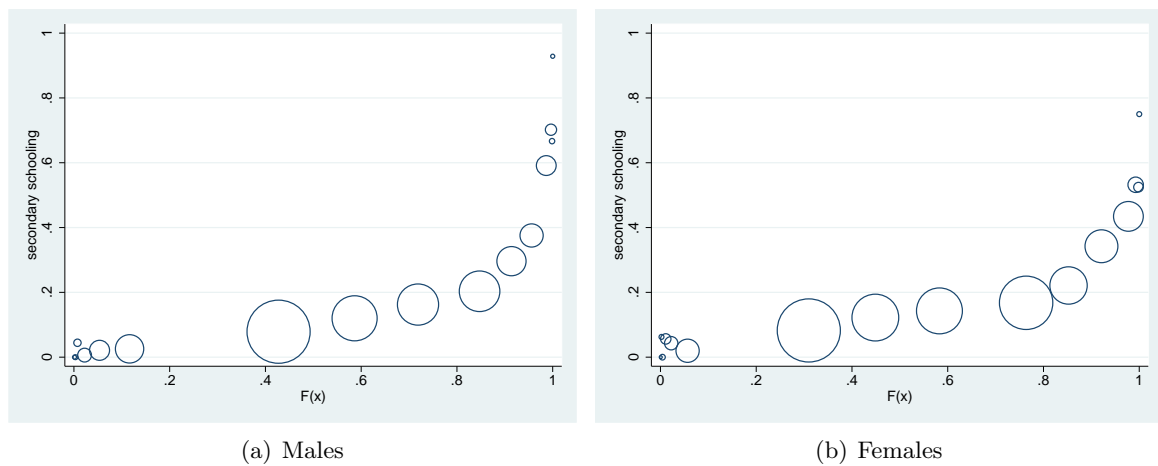 secondary schooling
1
.8
.6
.4
.2
0
0 .2 .4 .6 .8 1
F(x)
(a) Males
secondary schooling
1
.8
.6
.4
.2
0
0 .2 .4 .6 .8 1
F(x)
(b) Females